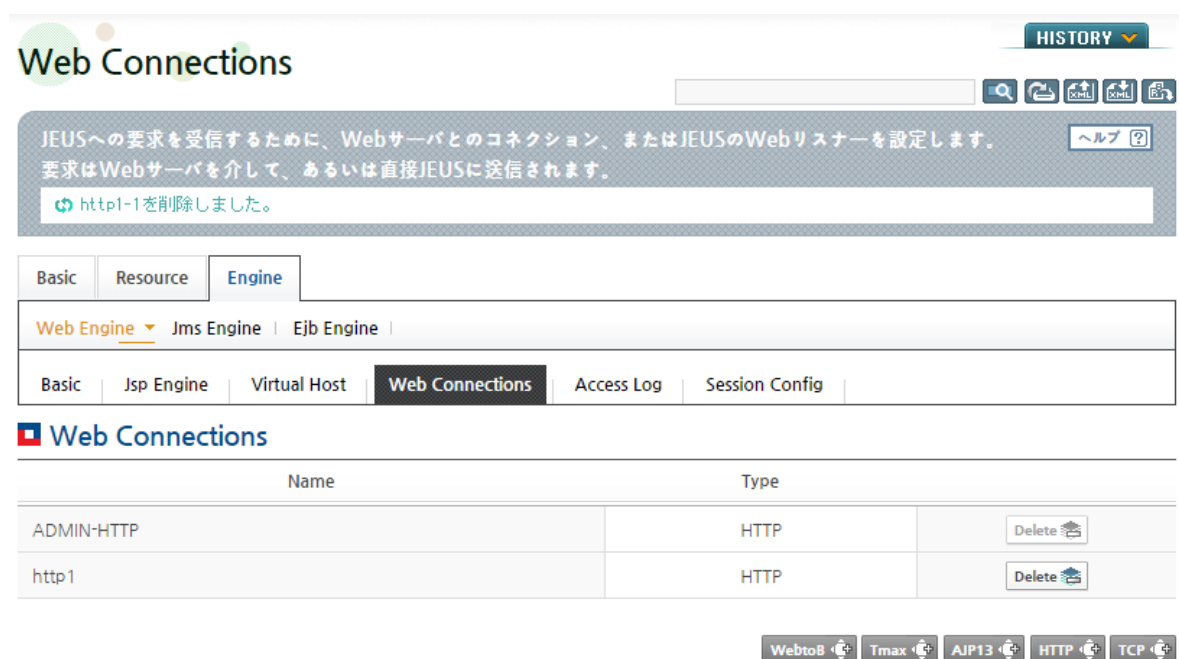 HISTORY
Web Connections
JEUSへの要求を受信するために、Webサーバとのコネクション、またはJEUSのWebリスナーを設定します。
ヘルプ ?
要求はWebサーバを介して、あるいは直接JEUSに送信されます。
http1-1を削除しました。
Basic Resource Engine
Web Engine Jms Engine Ejb Engine
Basic Jsp Engine Virtual Host Web Connections Access Log Session Config
Web Connections
Name Type
ADMIN-HTTP HTTP Delete
http1 HTTP Delete
WebtoB Tmax AJP13 HTTP TCP